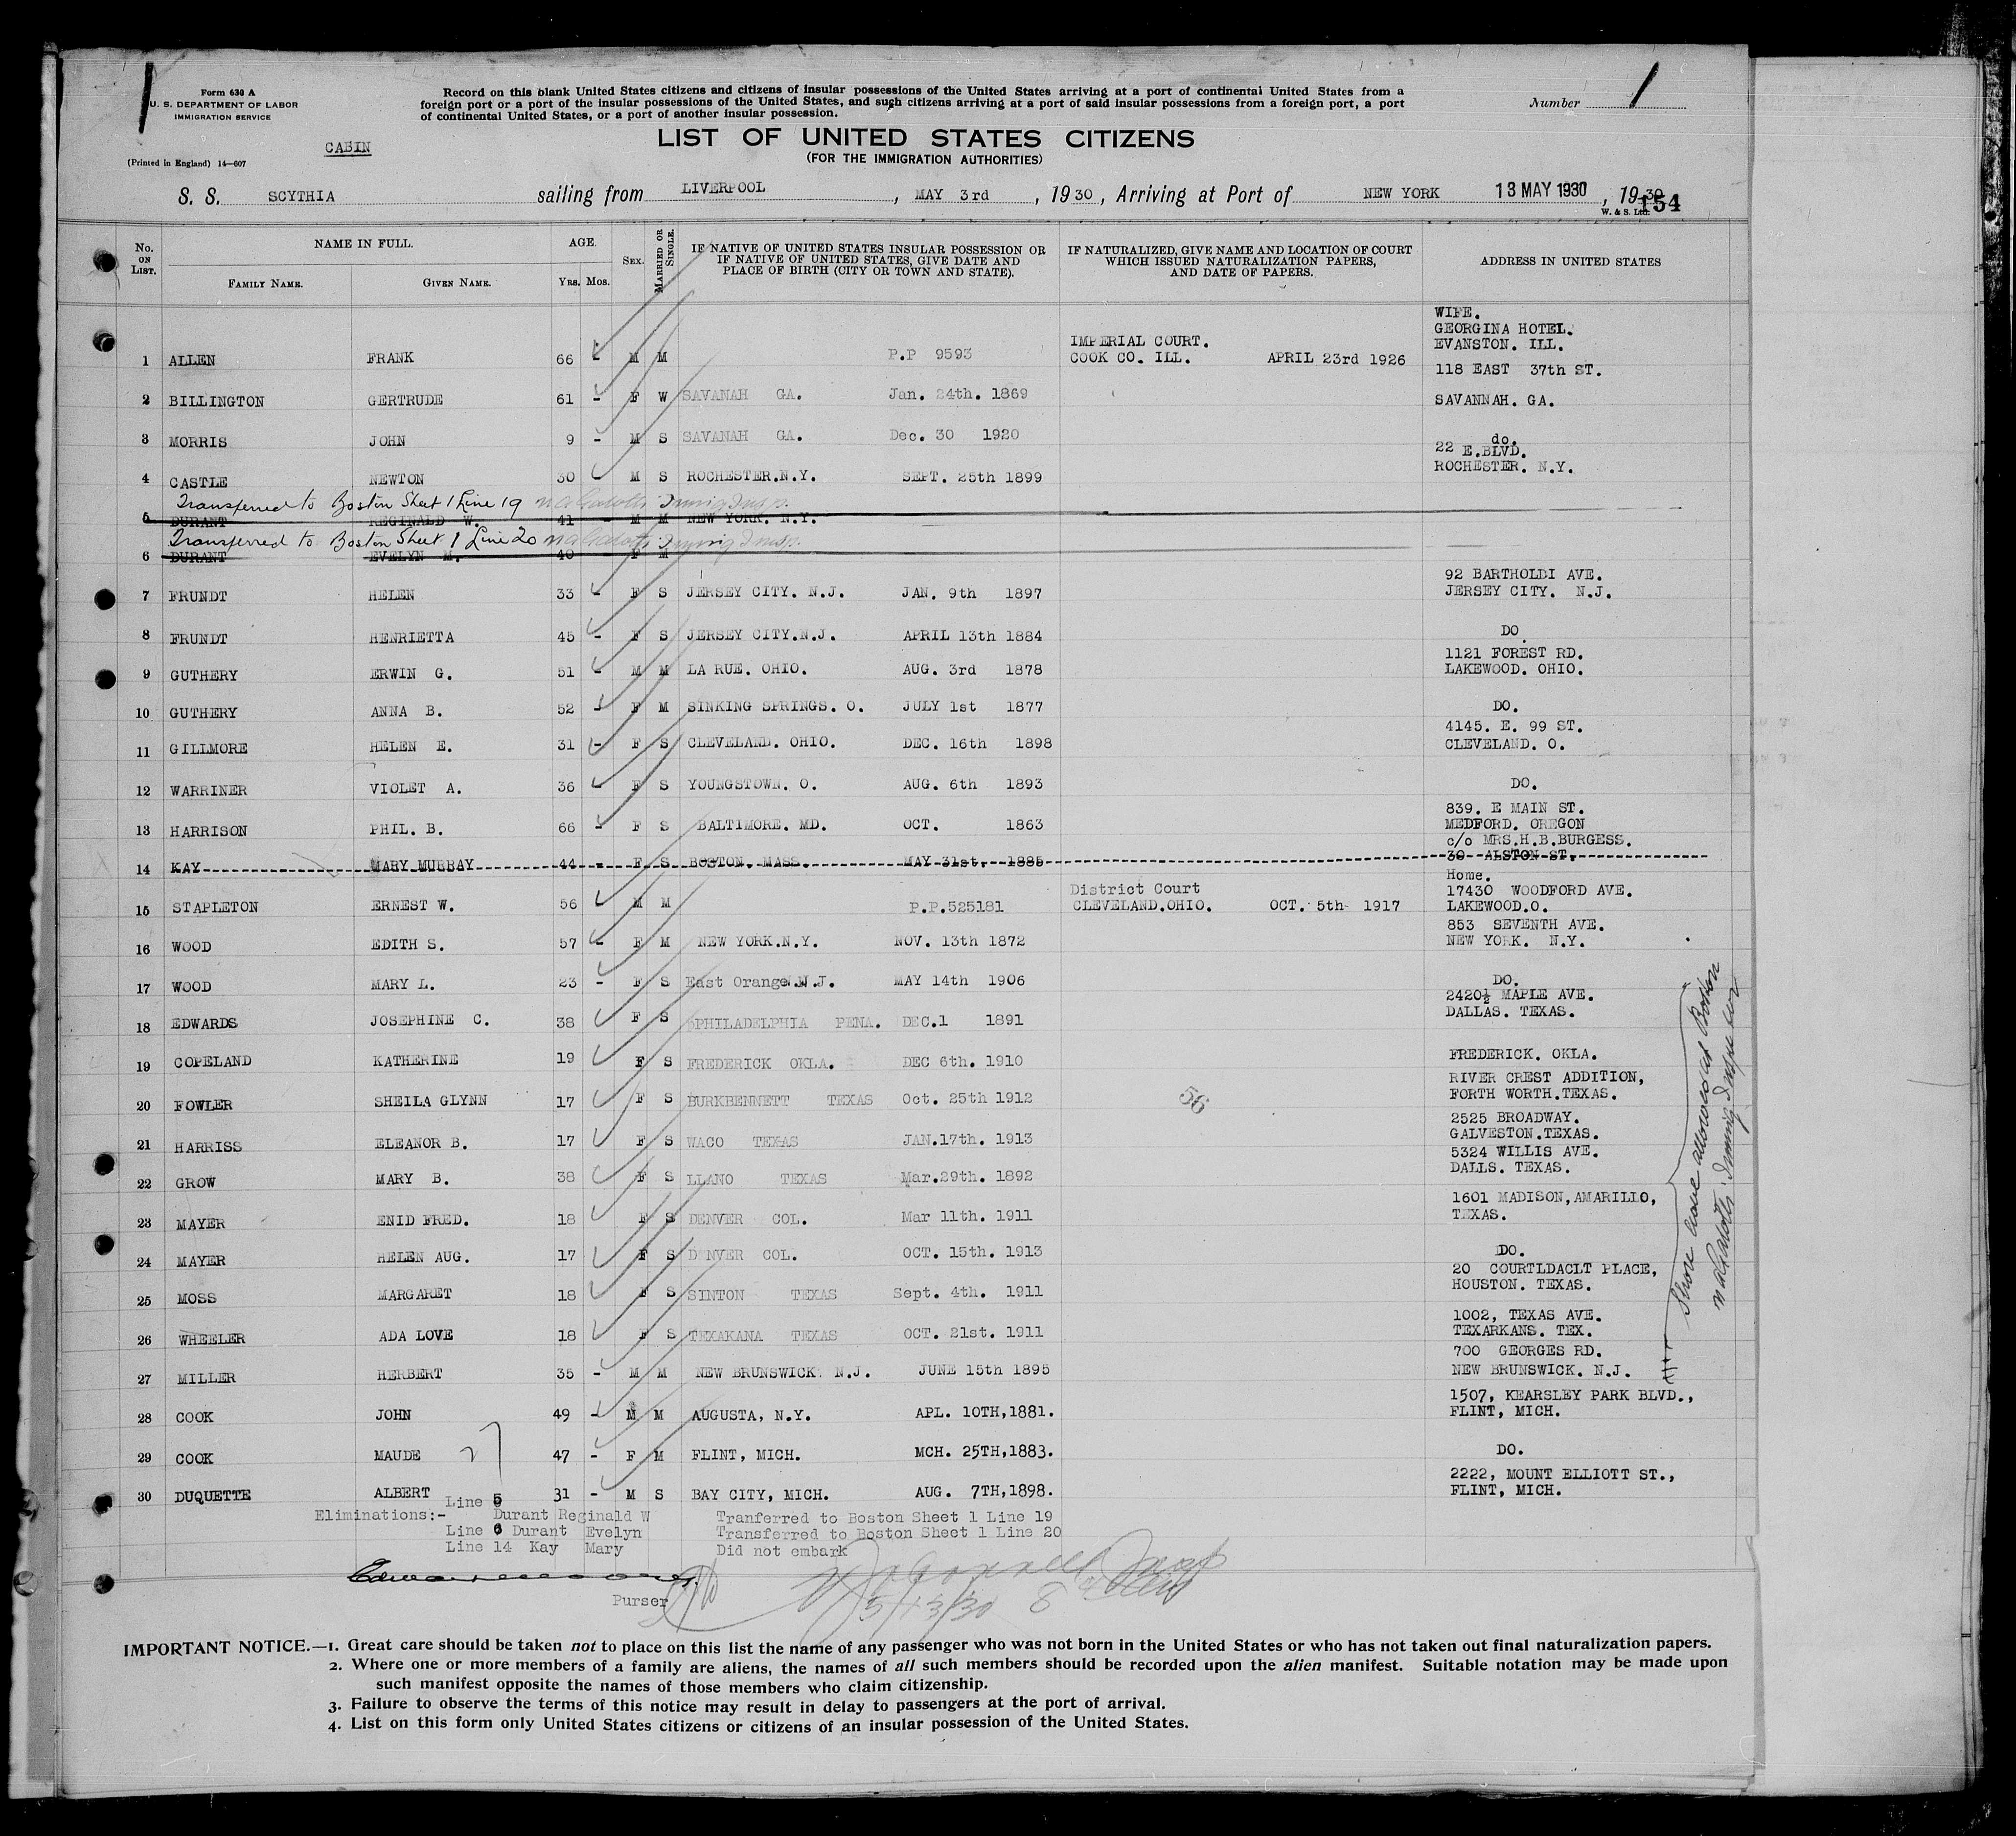 Form 630 A
U. S. DEPARTMENT OF LABOR
IMMIGRATION SERVICE
(Printed in England) 14—607
CABIN
Record on this blank United States citizens and citizens of insular possessions of the United States arriving at a port of continental United States from a
foreign port or a port of the insular possessions of the United States, and such citizens arriving at a port of said insular possessions from a foreign port, a port
of continental United States, or a port of another insular possession.
Number 1
LIST OF UNITED STATES CITIZENS
(FOR THE IMMIGRATION AUTHORITIES)
S. S. SCYTHIA sailing from LIVERPOOL, MAY 3rd, 1930, Arriving at Port of NEW YORK 13 MAY 1930, 1930
W. & S. Ltd. 154
No. ON LIST. NAME IN FULL. FAMILY NAME. GIVEN NAME. AGE. YRS. MOS. SEX. MARRIED OR SINGLE. IF NATIVE OF UNITED STATES INSULAR POSSESSION OR IF NATIVE OF UNITED STATES, GIVE DATE AND PLACE OF BIRTH (CITY OR TOWN AND STATE). IF NATURALIZED, GIVE NAME AND LOCATION OF COURT WHICH ISSUED NATURALIZATION PAPERS, AND DATE OF PAPERS. ADDRESS IN UNITED STATES
1 ALLEN FRANK 66 - M M P.P 9593 IMPERIAL COURT. COOK CO. ILL. APRIL 23rd 1926 WIFE. GEORGINA HOTEL. EVANSTON. ILL.
2 BILLINGTON GERTRUDE 61 - F W SAVANAH GA. Jan. 24th. 1869 118 EAST 37th ST. SAVANNAH. GA.
3 MORRIS JOHN 9 - M S SAVANAH GA. Dec. 30 1920 do.
4 CASTLE NEWTON 30 M S ROCHESTER.N.Y. SEPT. 25th 1899 22 E.BLVD. ROCHESTER. N.Y.
Transferred to Boston Sheet 1 Line 19 Immig Insp.
5 DURANT REGINALD W. 41 - M M NEW YORK. N.Y.
Transferred to Boston Sheet 1 Line 20 Immig Insp.
6 DURANT EVELYN M. 40 - F M
7 FRUNDT HELEN 33 - F S JERSEY CITY. N.J. JAN. 9th 1897 92 BARTHOLDI AVE. JERSEY CITY. N.J.
8 FRUNDT HENRIETTA 45 - F S JERSEY CITY.N.J. APRIL 13th 1884 DO.
9 GUTHERY ERWIN G. 51 - M M LA RUE. OHIO. AUG. 3rd 1878 1121 FOREST RD. LAKEWOOD. OHIO.
10 GUTHERY ANNA B. 52 - F M SINKING SPRINGS. O. JULY 1st 1877 DO.
11 GILLMORE HELEN E. 31 - F S CLEVELAND. OHIO. DEC. 16th 1898 4145. E. 99 ST. CLEVELAND. O.
12 WARRINER VIOLET A. 36 - F S YOUNGSTOWN. O. AUG. 6th 1893 DO.
13 HARRISON PHIL. B. 66 - F S BALTIMORE. MD. OCT. 1863 839. E MAIN ST. MEDFORD. OREGON
14 KAY MARY MURRAY 44 - F S BOSTON. MASS. MAY 31st. 1885 c/o MRS.H.B.BURGESS. 30 ALSTON ST.
15 STAPLETON ERNEST W. 56 M M P.P.525181 District Court CLEVELAND.OHIO. OCT. 5th 1917 Home. 17430 WOODFORD AVE. LAKEWOOD.O.
16 WOOD EDITH S. 57 - F M NEW YORK.N.Y. NOV. 13th 1872 853 SEVENTH AVE. NEW YORK. N.Y.
17 WOOD MARY L. 23 - F S East Orange N.J. MAY 14th 1906 DO.
18 EDWARDS JOSEPHINE C. 38 F S PHILADELPHIA PENA. DEC.1 1891 2420½ MAPLE AVE. DALLAS. TEXAS.
19 COPELAND KATHERINE 19 F S FREDERICK OKLA. DEC 6th. 1910 FREDERICK. OKLA.
20 FOWLER SHEILA GLYNN 17 F S BURKBENNETT TEXAS Oct. 25th 1912 RIVER CREST ADDITION, FORTH WORTH.TEXAS.
56
21 HARRISS ELEANOR B. 17 F S WACO TEXAS JAN.17th. 1913 2525 BROADWAY. GALVESTON.TEXAS.
22 GROW MARY B. 38 F S LLANO TEXAS Mar.29th. 1892 5324 WILLIS AVE. DALLS. TEXAS.
23 MAYER ENID FRED. 18 F S DENVER COL. Mar 11th. 1911 1601 MADISON,AMARILLO, TEXAS.
24 MAYER HELEN AUG. 17 F S DENVER COL. OCT. 15th. 1913 DO.
25 MOSS MARGARET 18 F S SINTON TEXAS Sept. 4th. 1911 20 COURTLDACLT PLACE, HOUSTON. TEXAS.
26 WHEELER ADA LOVE 18 F S TEXAKANA TEXAS OCT. 21st. 1911 1002, TEXAS AVE. TEXARKANS. TEX.
27 MILLER HERBERT 35 - M M NEW BRUNSWICK. N.J. JUNE 15th 1895 700 GEORGES RD. NEW BRUNSWICK. N.J.
28 COOK JOHN 49 - M M AUGUSTA, N.Y. APL. 10TH,1881. 1507, KEARSLEY PARK BLVD., FLINT, MICH.
29 COOK MAUDE 47 - F M FLINT, MICH. MCH. 25TH,1883. DO.
27
30 DUQUETTE ALBERT 31 - M S BAY CITY, MICH. AUG. 7TH,1898. 2222, MOUNT ELLIOTT ST., FLINT, MICH.
Shore leave allowed at Boston
Immig Inspector
Eliminations:- Line 5 Durant Reginald W Tranferred to Boston Sheet 1 Line 19
Line 6 Durant Evelyn Transferred to Boston Sheet 1 Line 20
Line 14 Kay Mary Did not embark
Purser
5/13/30
IMPORTANT NOTICE.—1. Great care should be taken not to place on this list the name of any passenger who was not born in the United States or who has not taken out final naturalization papers.
2. Where one or more members of a family are aliens, the names of all such members should be recorded upon the alien manifest. Suitable notation may be made upon
such manifest opposite the names of those members who claim citizenship.
3. Failure to observe the terms of this notice may result in delay to passengers at the port of arrival.
4. List on this form only United States citizens or citizens of an insular possession of the United States.